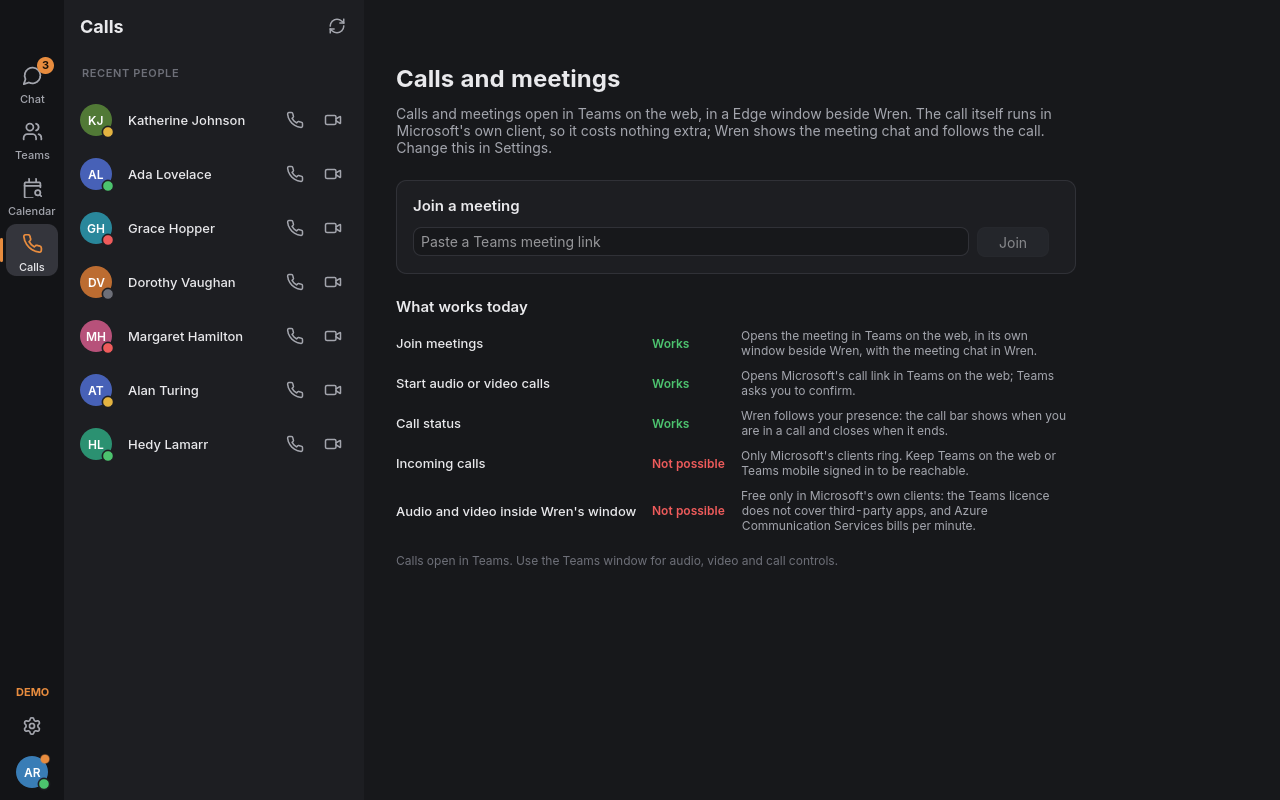 3
Chat
Teams
Calendar
Calls
DEMO
AR
Calls
RECENT PEOPLE
KJ
Katherine Johnson
AL
Ada Lovelace
GH
Grace Hopper
DV
Dorothy Vaughan
MH
Margaret Hamilton
AT
Alan Turing
HL
Hedy Lamarr
Calls and meetings
Calls and meetings open in Teams on the web, in a Edge window beside Wren. The call itself runs in
Microsoft's own client, so it costs nothing extra; Wren shows the meeting chat and follows the call.
Change this in Settings.
Join a meeting
Paste a Teams meeting link
Join
What works today
Join meetings
Works
Opens the meeting in Teams on the web, in its own
window beside Wren, with the meeting chat in Wren.
Start audio or video calls
Works
Opens Microsoft's call link in Teams on the web; Teams
asks you to confirm.
Call status
Works
Wren follows your presence: the call bar shows when you
are in a call and closes when it ends.
Incoming calls
Not possible
Only Microsoft's clients ring. Keep Teams on the web or
Teams mobile signed in to be reachable.
Audio and video inside Wren's window
Not possible
Free only in Microsoft's own clients: the Teams licence
does not cover third-party apps, and Azure
Communication Services bills per minute.
Calls open in Teams. Use the Teams window for audio, video and call controls.